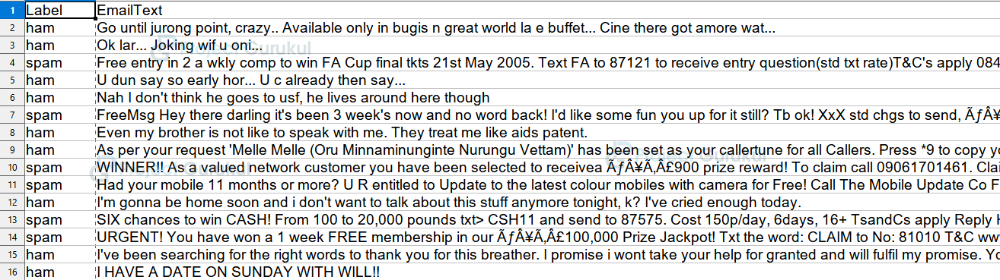 1 Label EmailText
2 ham Go until jurong point, crazy.. Available only in bugis n great world la e buffet... Cine there got amore wat...
3 ham Ok lar... Joking wif u oni...
4 spam Free entry in 2 a wkly comp to win FA Cup final tkts 21st May 2005. Text FA to 87121 to receive entry question(std txt rate)T&C's apply 084
5 ham U dun say so early hor... U c already then say...
6 ham Nah I don't think he goes to usf, he lives around here though
7 spam FreeMsg Hey there darling it's been 3 week's now and no word back! I'd like some fun you up for it still? Tb ok! XxX std chgs to send, ÃƒÂ¥
8 ham Even my brother is not like to speak with me. They treat me like aids patent.
9 ham As per your request 'Melle Melle (Oru Minnaminunginte Nurungu Vettam)' has been set as your callertune for all Callers. Press *9 to copy yo
10 spam WINNER!! As a valued network customer you have been selected to receivea ÃƒÂ¥Ã‚Â£900 prize reward! To claim call 09061701461. Clai
11 spam Had your mobile 11 months or more? U R entitled to Update to the latest colour mobiles with camera for Free! Call The Mobile Update Co F
12 ham I'm gonna be home soon and i don't want to talk about this stuff anymore tonight, k? I've cried enough today.
13 spam SIX chances to win CASH! From 100 to 20,000 pounds txt> CSH11 and send to 87575. Cost 150p/day, 6days, 16+ TsandCs apply Reply H
14 spam URGENT! You have won a 1 week FREE membership in our ÃƒÂ¥Ã‚Â£100,000 Prize Jackpot! Txt the word: CLAIM to No: 81010 T&C ww
15 ham I've been searching for the right words to thank you for this breather. I promise i wont take your help for granted and will fulfil my promise. Yo
16 ham I HAVE A DATE ON SUNDAY WITH WILL!!